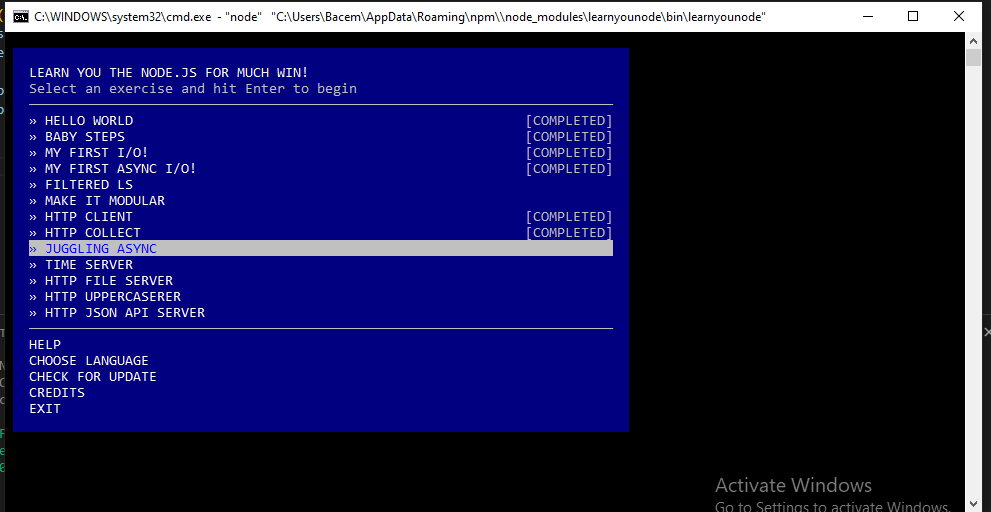 C:\WINDOWS\system32\cmd.exe - "node" "C:\Users\Bacem\AppData\Roaming\npm\\node_modules\learnyounode\bin\learnyounode"
LEARN YOU THE NODE.JS FOR MUCH WIN!
Select an exercise and hit Enter to begin
» HELLO WORLD [COMPLETED]
» BABY STEPS [COMPLETED]
» MY FIRST I/O! [COMPLETED]
» MY FIRST ASYNC I/O! [COMPLETED]
» FILTERED LS
» MAKE IT MODULAR
» HTTP CLIENT [COMPLETED]
» HTTP COLLECT [COMPLETED]
» JUGGLING ASYNC
» TIME SERVER
» HTTP FILE SERVER
» HTTP UPPERCASERER
» HTTP JSON API SERVER
HELP
CHOOSE LANGUAGE
CHECK FOR UPDATE
CREDITS
EXIT
Activate Windows
Go to Settings to activate Windows.